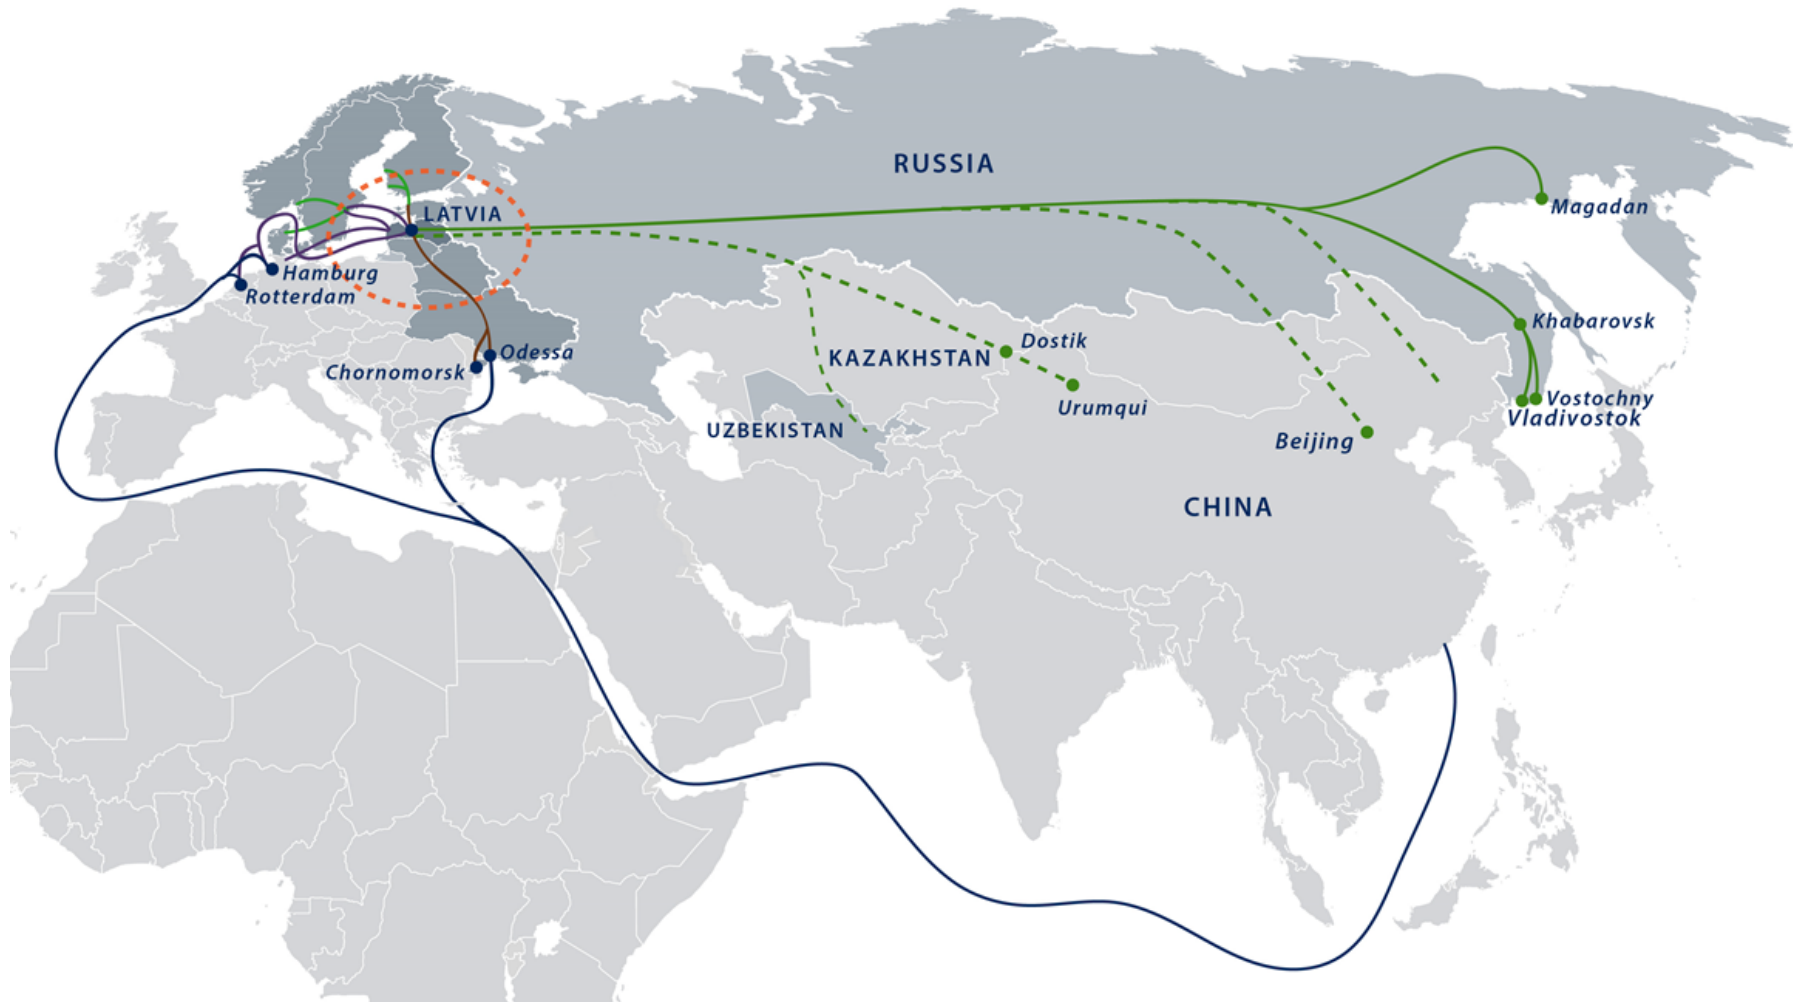 RUSSIA
Magadan
LATVIA
Hamburg
Rotterdam
Khabarovsk
Dostik
Odessa
KAZAKHSTAN
Chornomorsk
Urumqui
Vostochny
Vladivostok
UZBEKISTAN
Beijing
CHINA